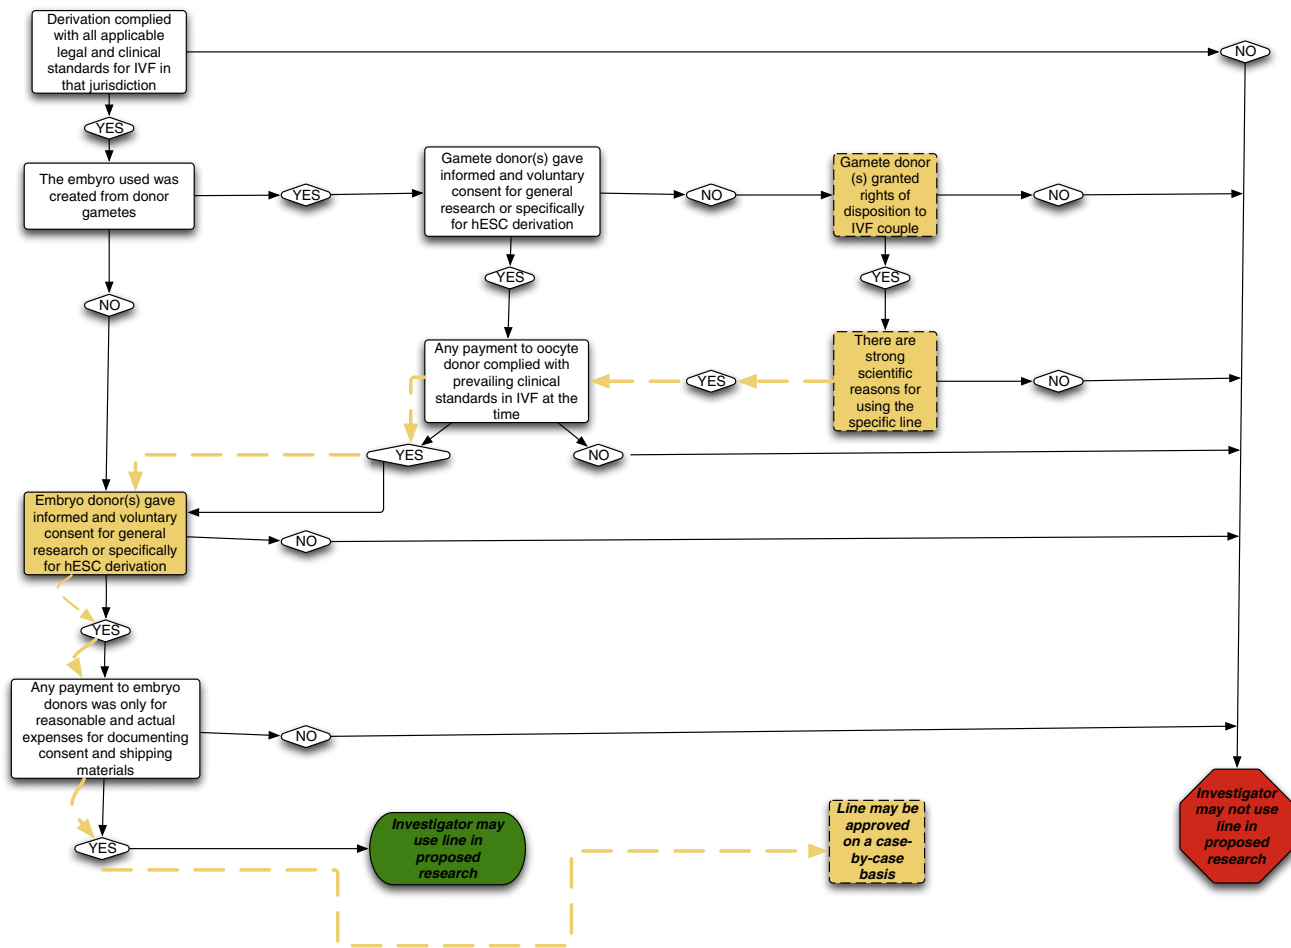 Derivation complied
with all applicable
legal and clinical
standards for IVF in
that jurisdiction
NO
YES
The embyro used was
created from donor
gametes
YES
Gamete donor(s) gave
informed and voluntary
consent for general
research or specifically
for hESC derivation
NO
Gamete donor
(s) granted
rights of
disposition to
IVF couple
NO
NO
YES
YES
Any payment to oocyte
donor complied with
prevailing clinical
standards in IVF at the
time
YES
There are
strong
scientific
reasons for
using the
specific line
NO
YES
NO
Embryo donor(s) gave
informed and voluntary
consent for general
research or specifically
for hESC derivation
NO
YES
Any payment to embryo
donors was only for
reasonable and actual
expenses for documenting
consent and shipping
materials
NO
YES
Investigator may
use line in
proposed
research
Line may be
approved
on a case-
by-case
basis
Investigator
may not use
line in
proposed
research